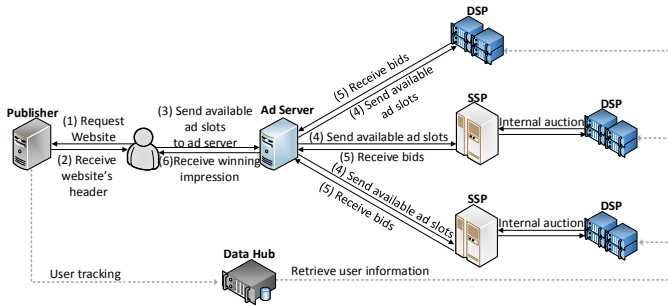 DSP
(5) Receive bids
(4) Send available
ad slots
Publisher
(1) Request
Website
(2) Receive
website's
header
(3) Send available
ad slots
to ad server
(6)Receive winning
impression
Ad Server
SSP
Internal auction
DSP
(4) Send available ad slots
(5) Receive bids
(4) Send available ad slots
(5) Receive bids
SSP
Internal auction
DSP
Data Hub
User tracking
Retrieve user information